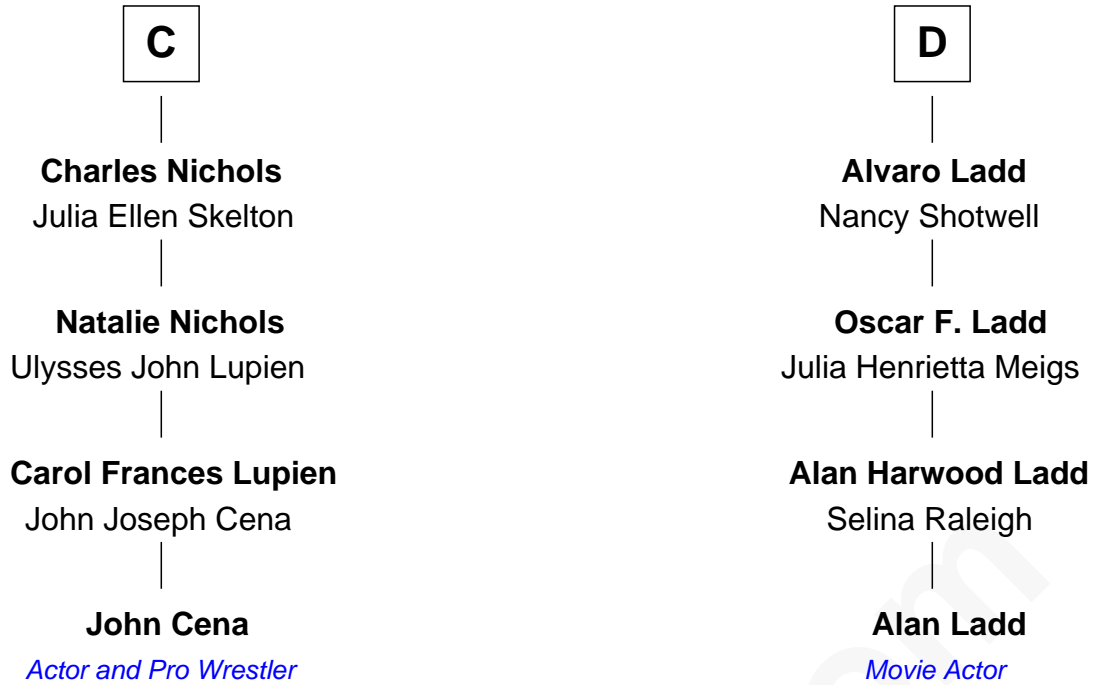 C
Charles Nichols
Julia Ellen Skelton
Natalie Nichols
Ulysses John Lupien
Carol Frances Lupien
John Joseph Cena
John Cena
Actor and Pro Wrestler
D
Alvaro Ladd
Nancy Shotwell
Oscar F. Ladd
Julia Henrietta Meigs
Alan Harwood Ladd
Selina Raleigh
Alan Ladd
Movie Actor
om